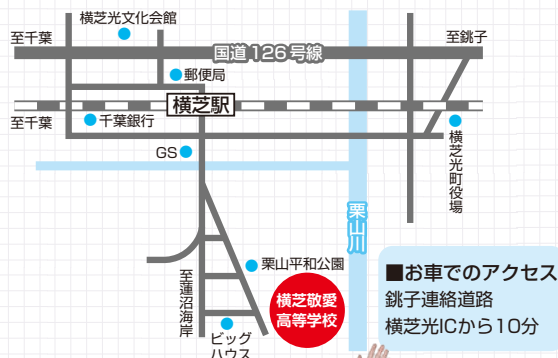 横芝光文化会館
至千葉
国道126号線
至銚子
郵便局
横芝駅
至千葉
千葉銀行
横芝光町役場
GS
栗山川
栗山平和公園
至蓮沼海岸
横芝敬愛
高等学校
ビッグ
ハウス
■お車でのアクセス
銚子連絡道路
横芝光ICから10分